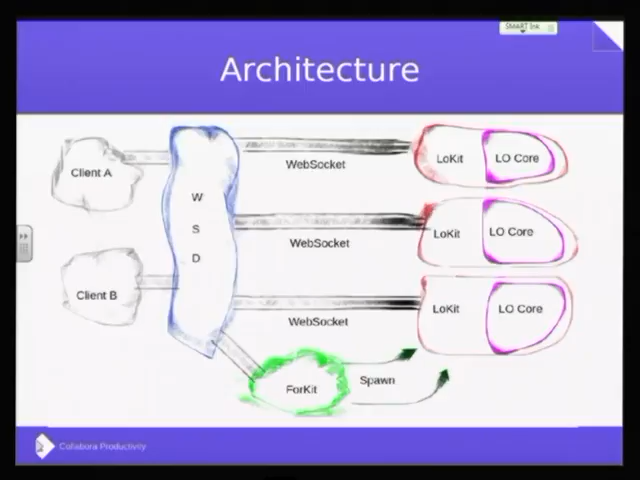 SMART Ink
Architecture
Client A
W
S
D
WebSocket
LoKit
LO Core
WebSocket
LoKit
LO Core
Client B
WebSocket
LoKit
LO Core
ForKit
Spawn
Collabora Productivity